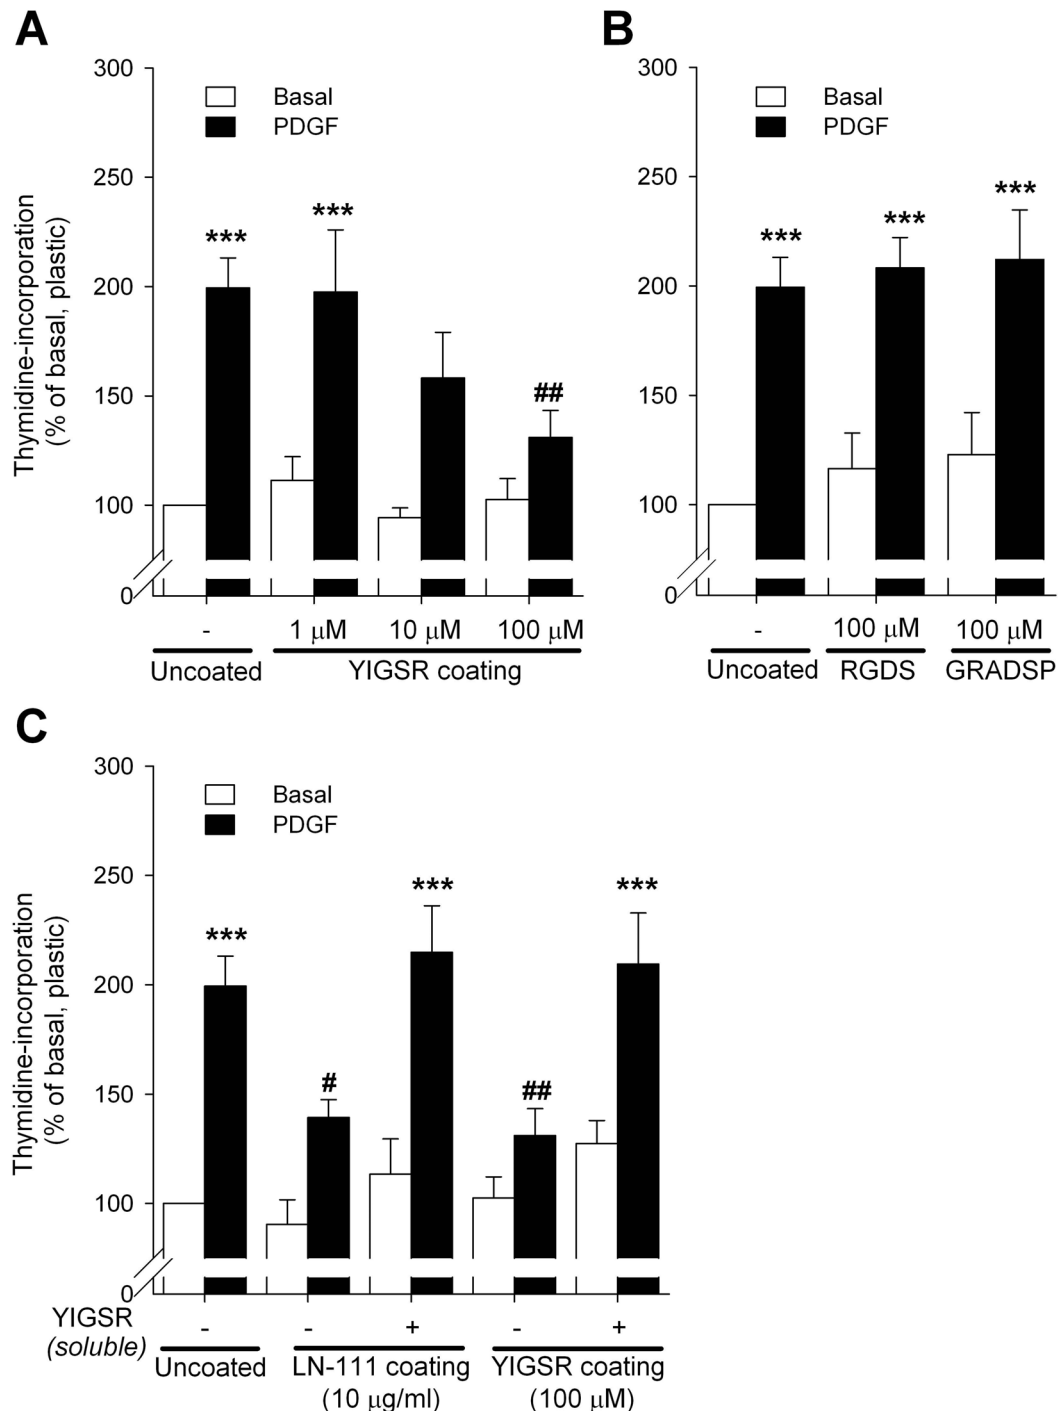 A
Thymidine-incorporation
(% of basal, plastic)
300
250
200
150
100
0
Basal
PDGF
***
***
##
-
1 μM
10 μM
100 μM
Uncoated
YIGSR coating
B
300
250
200
150
100
0
Basal
PDGF
***
***
***
-
100 μM
100 μM
Uncoated
RGDS
GRADSP
C
Thymidine-incorporation
(% of basal, plastic)
300
250
200
150
100
0
Basal
PDGF
***
#
***
##
***
YIGSR
(soluble)
-
-
+
-
+
Uncoated
LN-111 coating
(10 μg/ml)
YIGSR coating
(100 μM)